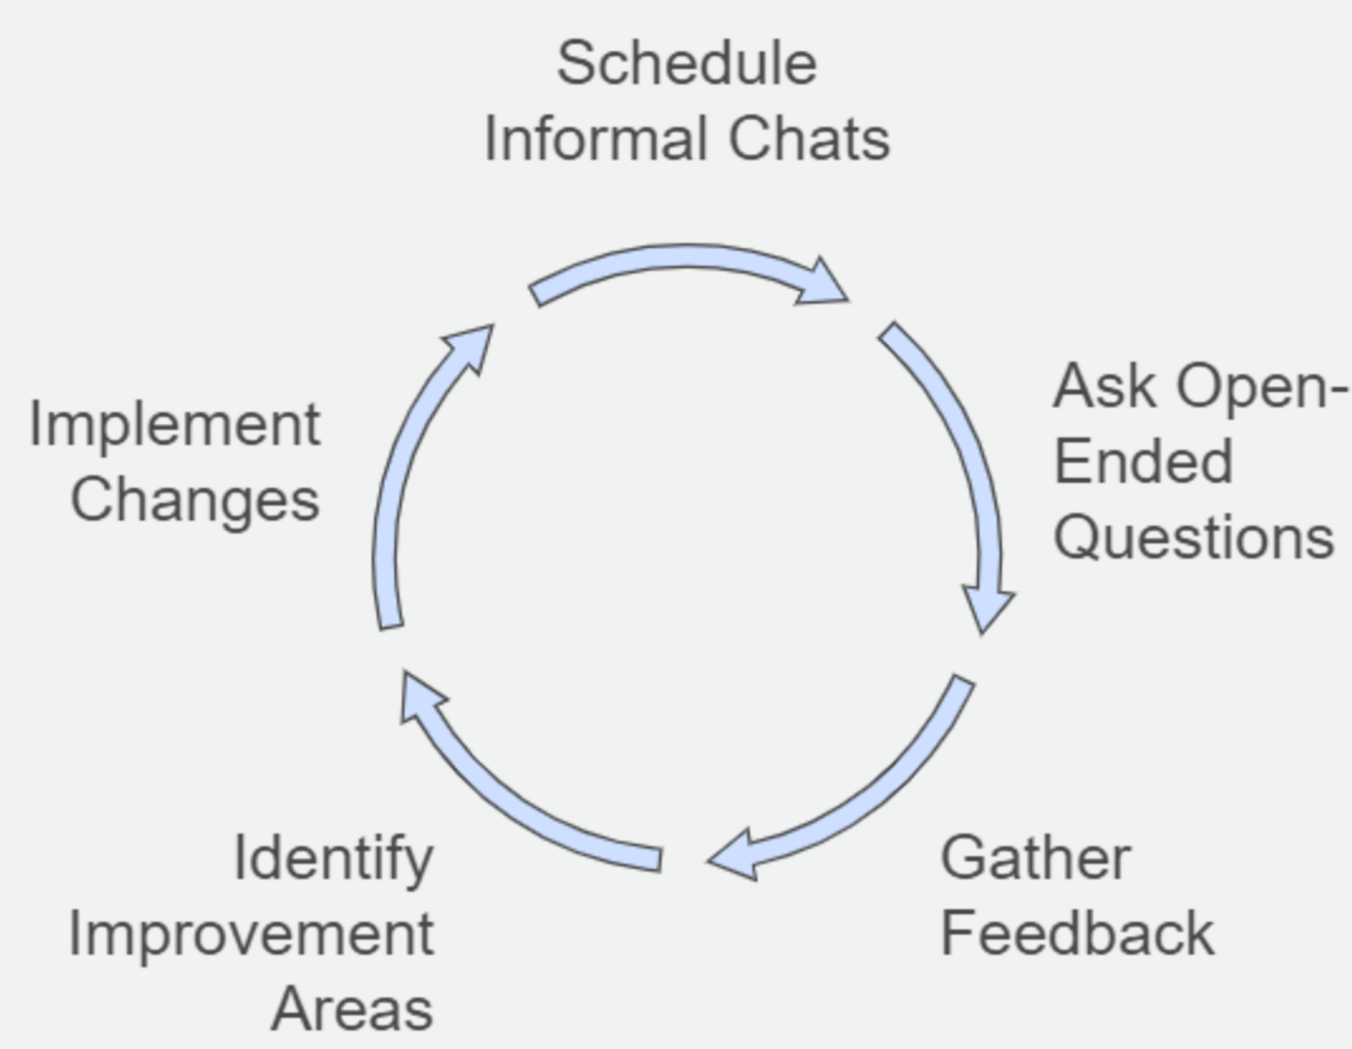 Schedule
Informal Chats
Ask Open-
Ended
Questions
Gather
Feedback
Identify
Improvement
Areas
Implement
Changes